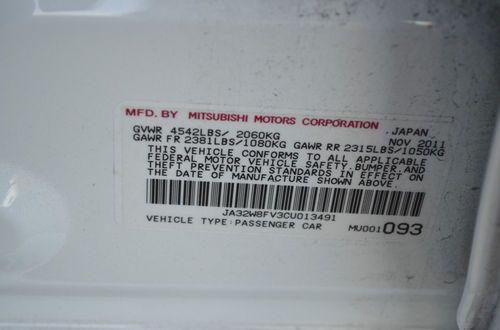 MFD. BY MITSUBISHI MOTORS CORPORATION JAPAN
GVWR 4542LBS/ 2060KG NOV 2011
GAWR FR 2381LBS/1080KG GAWR RR 2315LBS/1050KG
THIS VEHICLE CONFORMS TO ALL APPLICABLE
FEDERAL MOTOR VEHICLE SAFETY, BUMPER, AND
THEFT PREVENTION STANDARDS IN EFFECT ON
THE DATE OF MANUFACTURE SHOWN ABOVE.
JA32W8FV3CU013491
VEHICLE TYPE:PASSENGER CAR MU001093